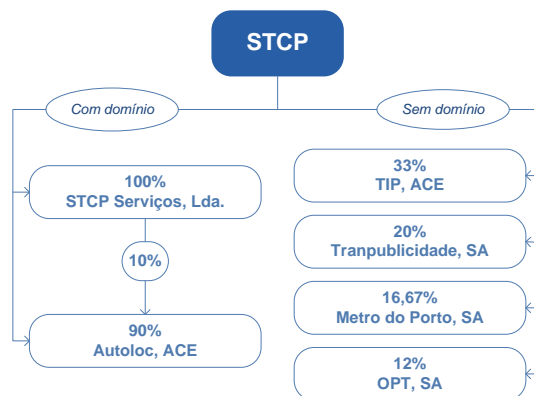 STCP
Com domínio
Sem domínio
100%
STCP Serviços, Lda.
10%
90%
Autoloc, ACE
33%
TIP, ACE
20%
Tranpublicidade, SA
16,67%
Metro do Porto, SA
12%
OPT, SA